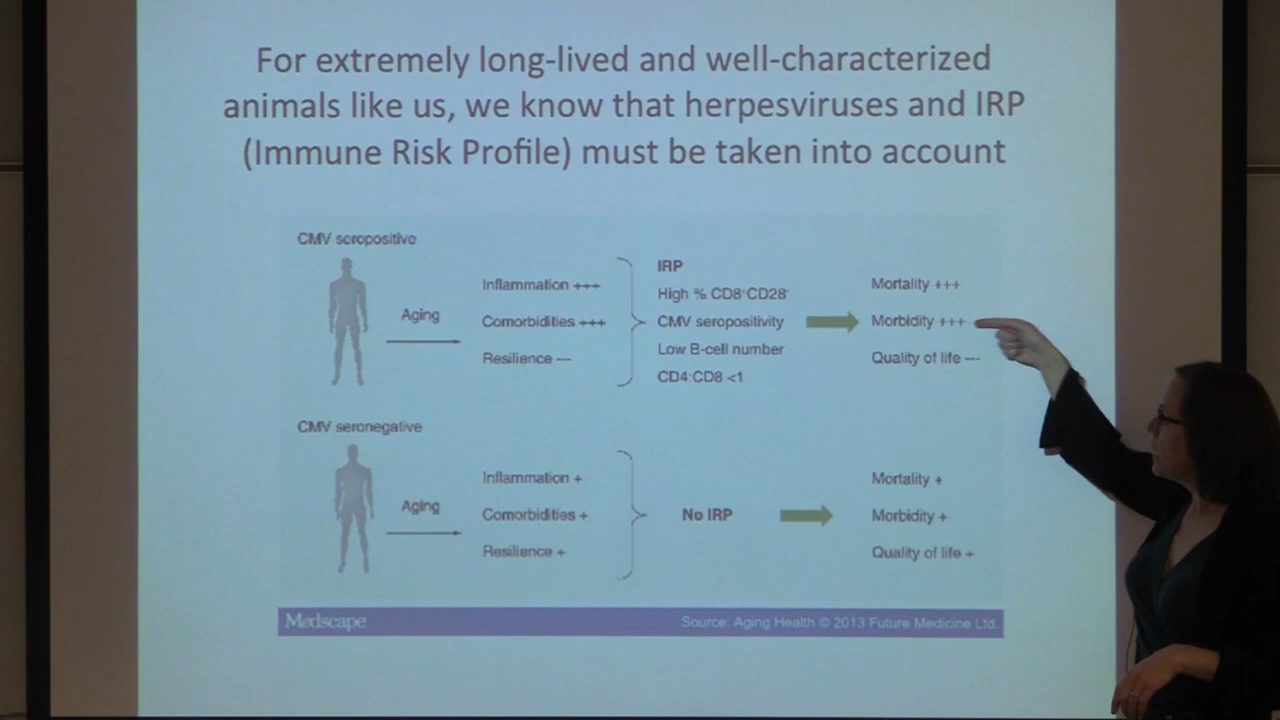 For extremely long-lived and well-characterized
animals like us, we know that herpesviruses and IRP
(Immune Risk Profile) must be taken into account
CMV seropositive
Aging
Inflammation +++
Comorbidities +++
Resilience ---
IRP
High % CD8+CD28-
CMV seropositivity
Low B-cell number
CD4:CD8 <1
Mortality +++
Morbidity +++
Quality of life ---
CMV seronegative
Aging
Inflammation +
Comorbidities +
Resilience +
No IRP
Mortality +
Morbidity +
Quality of life +
Medscape
Source: Aging Health © 2013 Future Medicine Ltd.